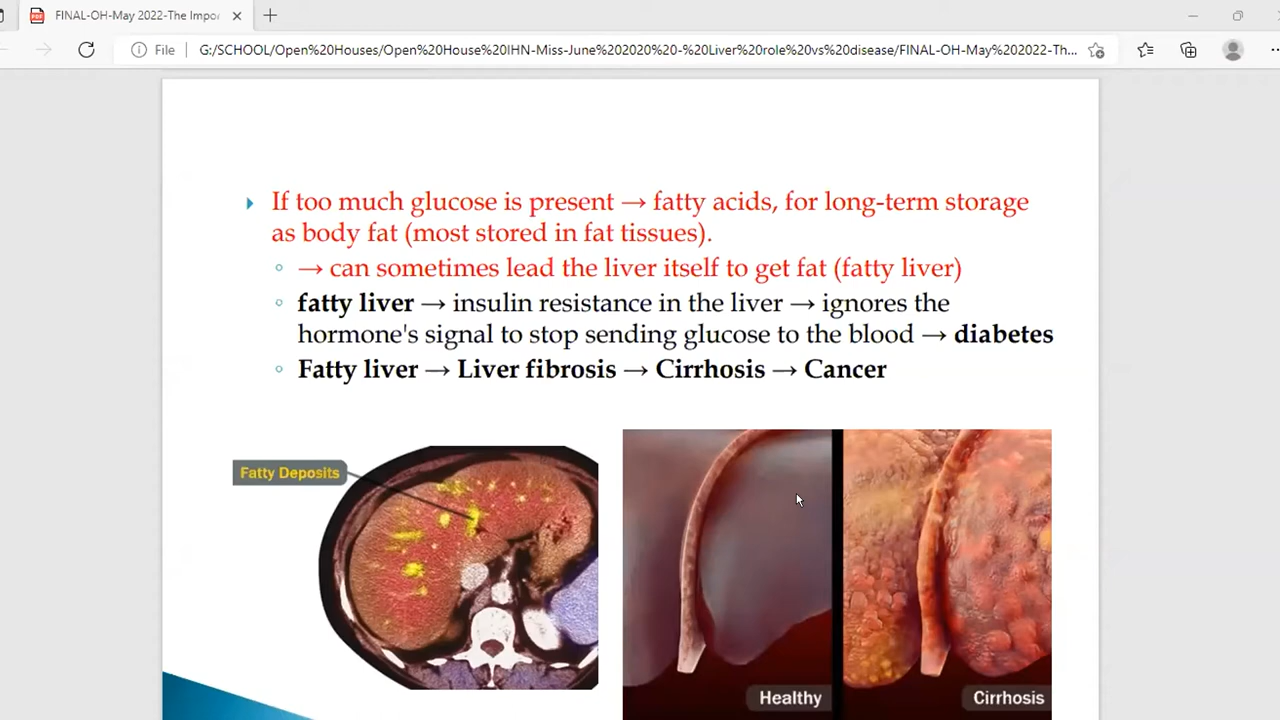 FINAL-OH-May 2022-The Impo
File
G:/SCHOOL/Open%20Houses/Open%20House%20IHN-Miss-June%202020%20-%20Liver%20role%20vs%20disease/FINAL-OH-May%202022-Th...
If too much glucose is present → fatty acids, for long-term storage
as body fat (most stored in fat tissues).
→ can sometimes lead the liver itself to get fat (fatty liver)
fatty liver → insulin resistance in the liver → ignores the
hormone's signal to stop sending glucose to the blood → diabetes
Fatty liver → Liver fibrosis → Cirrhosis → Cancer
Fatty Deposits
Healthy
Cirrhosis